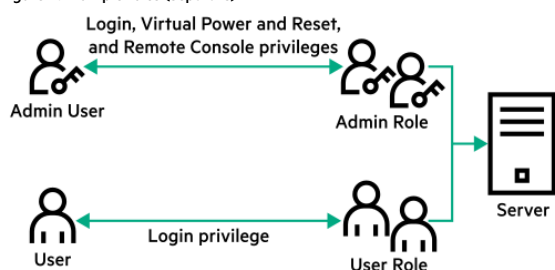 Login, Virtual Power and Reset,
and Remote Console privileges
Admin User
Admin Role
Server
Login privilege
User
User Role